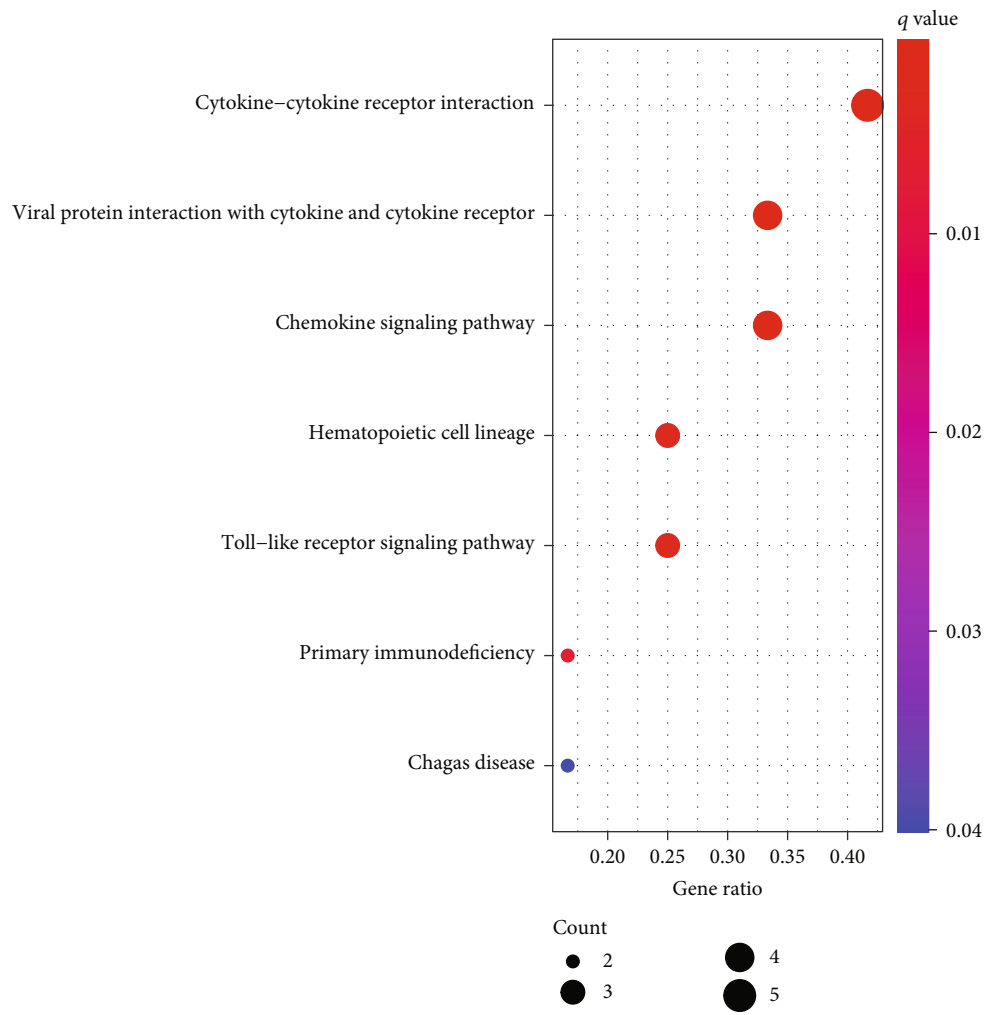 q value
Cytokine−cytokine receptor interaction
Viral protein interaction with cytokine and cytokine receptor
Chemokine signaling pathway
Hematopoietic cell lineage
Toll−like receptor signaling pathway
Primary immunodeficiency
Chagas disease
0.01
0.02
0.03
0.04
0.20 0.25 0.30 0.35 0.40
Gene ratio
Count
2 4
3 5